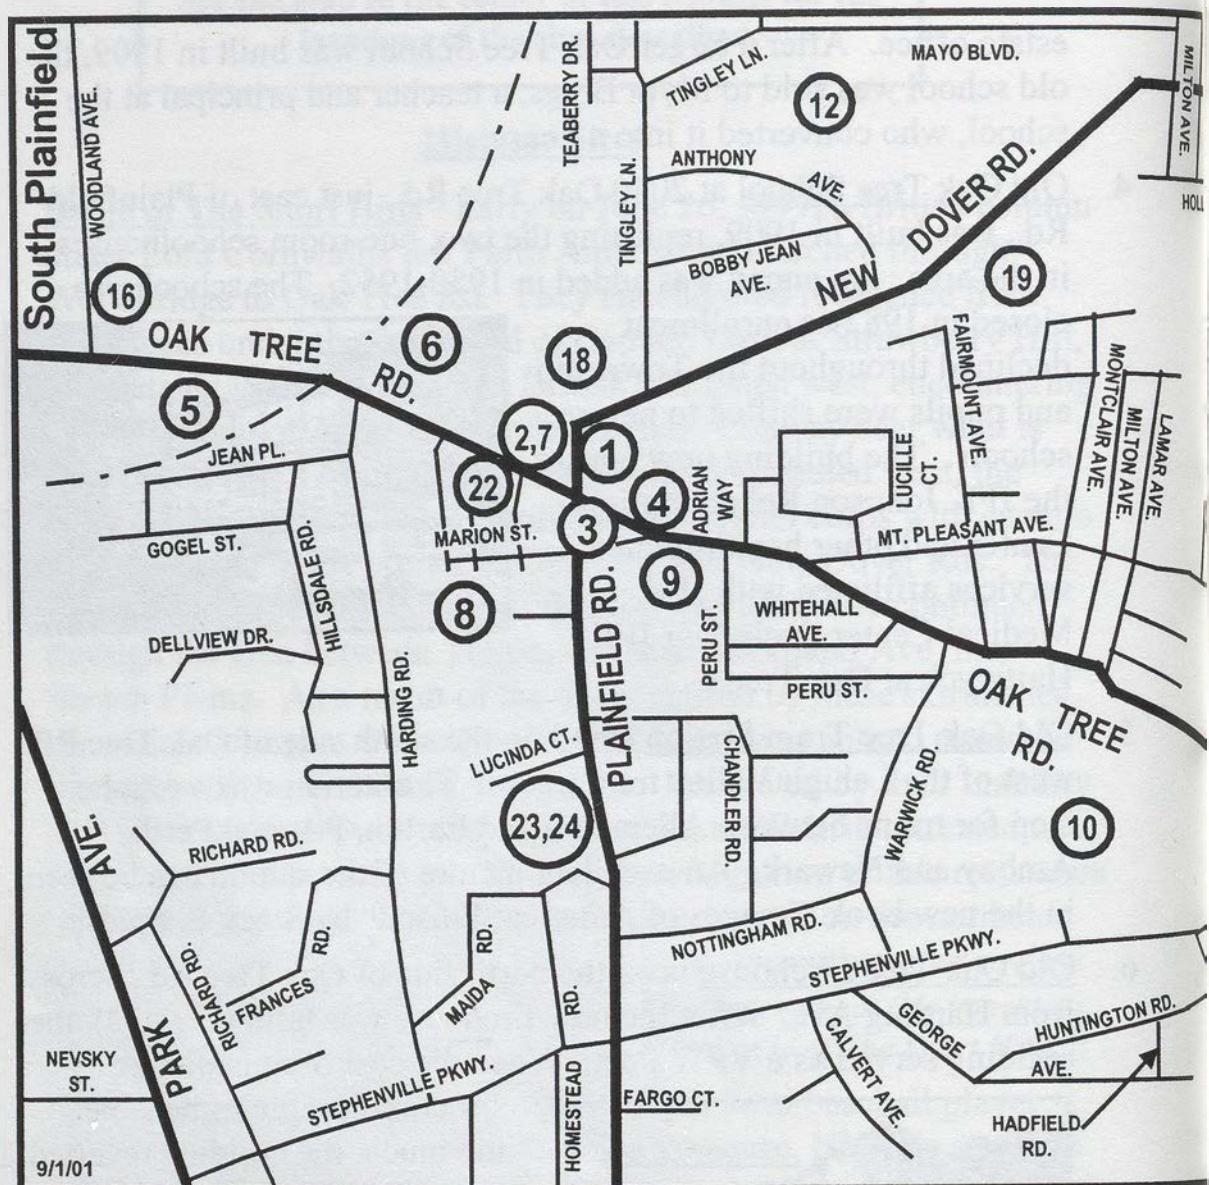 South Plainfield
WOODLAND AVE.
TEABERRY DR.
TINGLEY LN.
TINGLEY LN.
MAYO BLVD.
MILTON AVE.
12
ANTHONY
AVE.
DOVER RD.
NEW
BOBBY JEAN
AVE.
HOLL
16
OAK TREE
RD.
6
18
19
5
JEAN PL.
2,7
1
22
4
3
MARION ST.
ADRIAN
WAY
LUCILLE
CT.
FAIRMOUNT AVE.
MONTCLAIR AVE.
MILTON AVE.
LAMAR AVE.
MT. PLEASANT AVE.
GOGEL ST.
HILLSDALE RD.
8
9
PLAINFIELD RD.
PERU ST.
WHITEHALL
AVE.
PERU ST.
DELLVIEW DR.
HARDING RD.
OAK TREE
RD.
LUCINDA CT.
CHANDLER RD.
WARWICK RD.
23,24
10
PARK AVE.
RICHARD RD.
RICHARD RD.
FRANCES
RD.
MAIDA
RD.
NOTTINGHAM RD.
STEPHENVILLE PKWY.
HOMESTEAD RD.
CALVERT AVE.
GEORGE
AVE.
HUNTINGTON RD.
NEVSKY
ST.
STEPHENVILLE PKWY.
FARGO CT.
HADFIELD
RD.
9/1/01